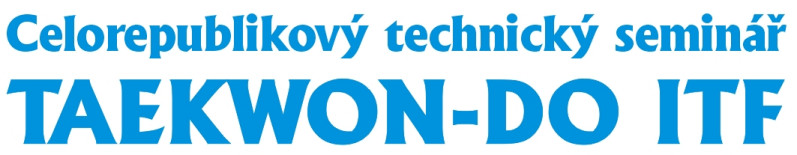 Celorepublikový technický seminář
TAEKWON-DO ITF